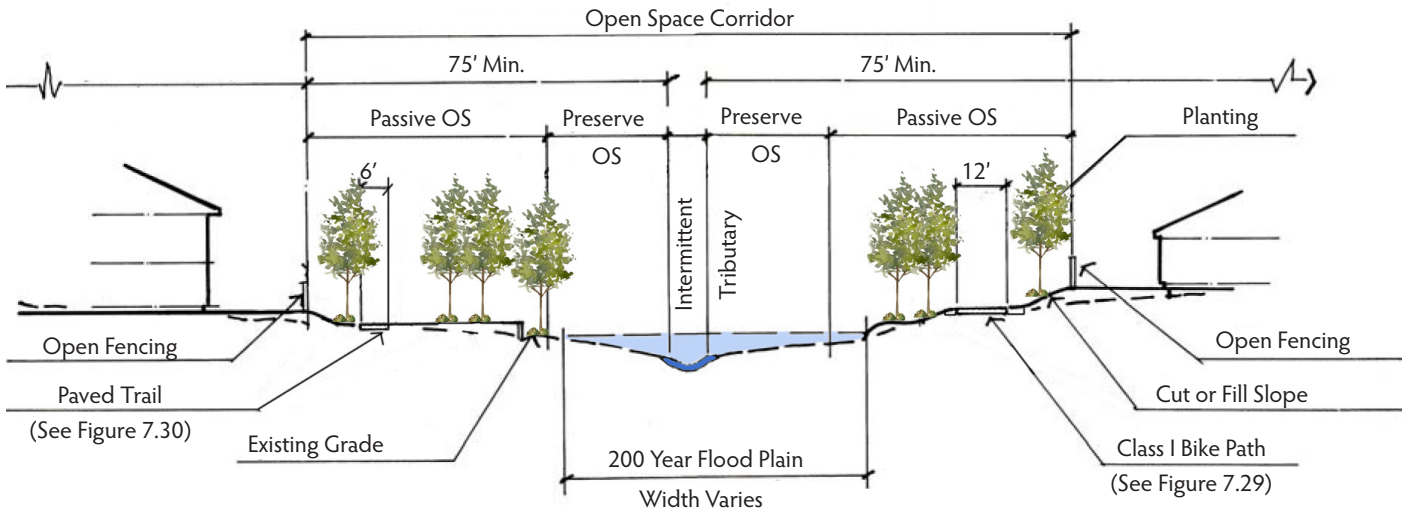 Open Space Corridor
75' Min.
75' Min.
Passive OS
Preserve
OS
Preserve
OS
Passive OS
Planting
6'
12'
Intermittent
Tributary
Open Fencing
Paved Trail
(See Figure 7.30)
Existing Grade
200 Year Flood Plain
Width Varies
Open Fencing
Cut or Fill Slope
Class I Bike Path
(See Figure 7.29)